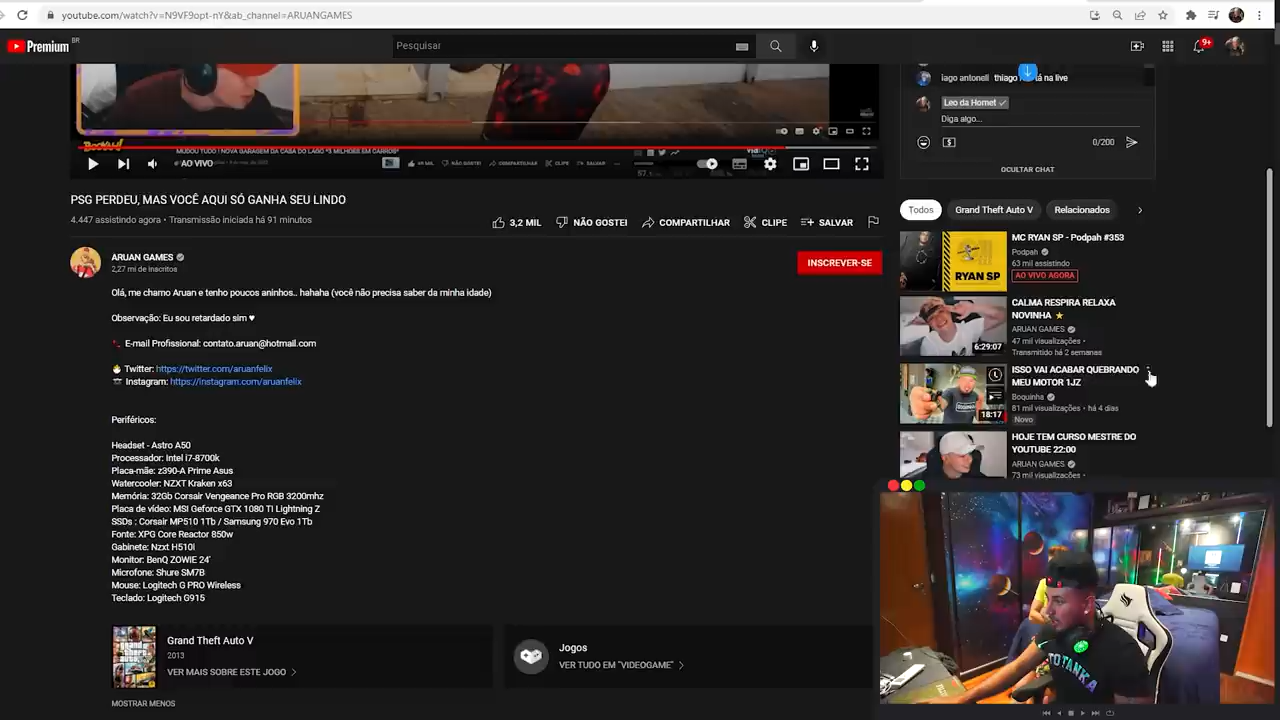 youtube.com/watch?v=N9VF9opt-nY&ab_channel=ARUANGAMES
Premium BR
Pesquisar
9+
iago antoneli thiago
tá na live
Leo da Hornet
Diga algo...
0/200
OCULTAR CHAT
MUDOU TUDO ! NOVA GARAGEM DA CASA DO LAGO *3 MILHÕES EM CARROS*
AO VIVO
PSG PERDEU, MAS VOCÊ AQUI SÓ GANHA SEU LINDO
4.447 assistindo agora • Transmissão iniciada há 91 minutos
3,2 MIL NÃO GOSTEI COMPARTILHAR CLIPE SALVAR
ARUAN GAMES
2,27 mi de inscritos
INSCREVER-SE
Olá, me chamo Aruan e tenho poucos aninhos.. hahaha (você não precisa saber da minha idade)
Observação: Eu sou retardado sim ♥
E-mail Profissional: contato.aruan@hotmail.com
Twitter: https://twitter.com/aruanfelix
Instagram: https://instagram.com/aruanfelix
Periféricos:
Headset - Astro A50
Processador: Intel i7-8700k
Placa-mãe: z390-A Prime Asus
Watercooler: NZXT Kraken x63
Memória: 32Gb Corsair Vengeance Pro RGB 3200mhz
Placa de vídeo: MSI Geforce GTX 1080 TI Lightning Z
SSDs : Corsair MP510 1Tb / Samsung 970 Evo 1Tb
Fonte: XPG Core Reactor 850w
Gabinete: Nzxt H510i
Monitor: BenQ ZOWIE 24'
Microfone: Shure SM7B
Mouse: Logitech G PRO Wireless
Teclado: Logitech G915
Grand Theft Auto V
2013
VER MAIS SOBRE ESTE JOGO
Jogos
VER TUDO EM "VIDEOGAME"
MOSTRAR MENOS
Todos Grand Theft Auto V Relacionados
RYAN SP
MC RYAN SP - Podpah #353
Podpah
63 mil assistindo
AO VIVO AGORA
6:29:07
CALMA RESPIRA RELAXA
NOVINHA
ARUAN GAMES
47 mil visualizações •
Transmitido há 2 semanas
18:17
ISSO VAI ACABAR QUEBRANDO
MEU MOTOR 1JZ
Boquinha
81 mil visualizações • há 4 dias
Novo
HOJE TEM CURSO MESTRE DO
YOUTUBE 22:00
ARUAN GAMES
73 mil visualizações •